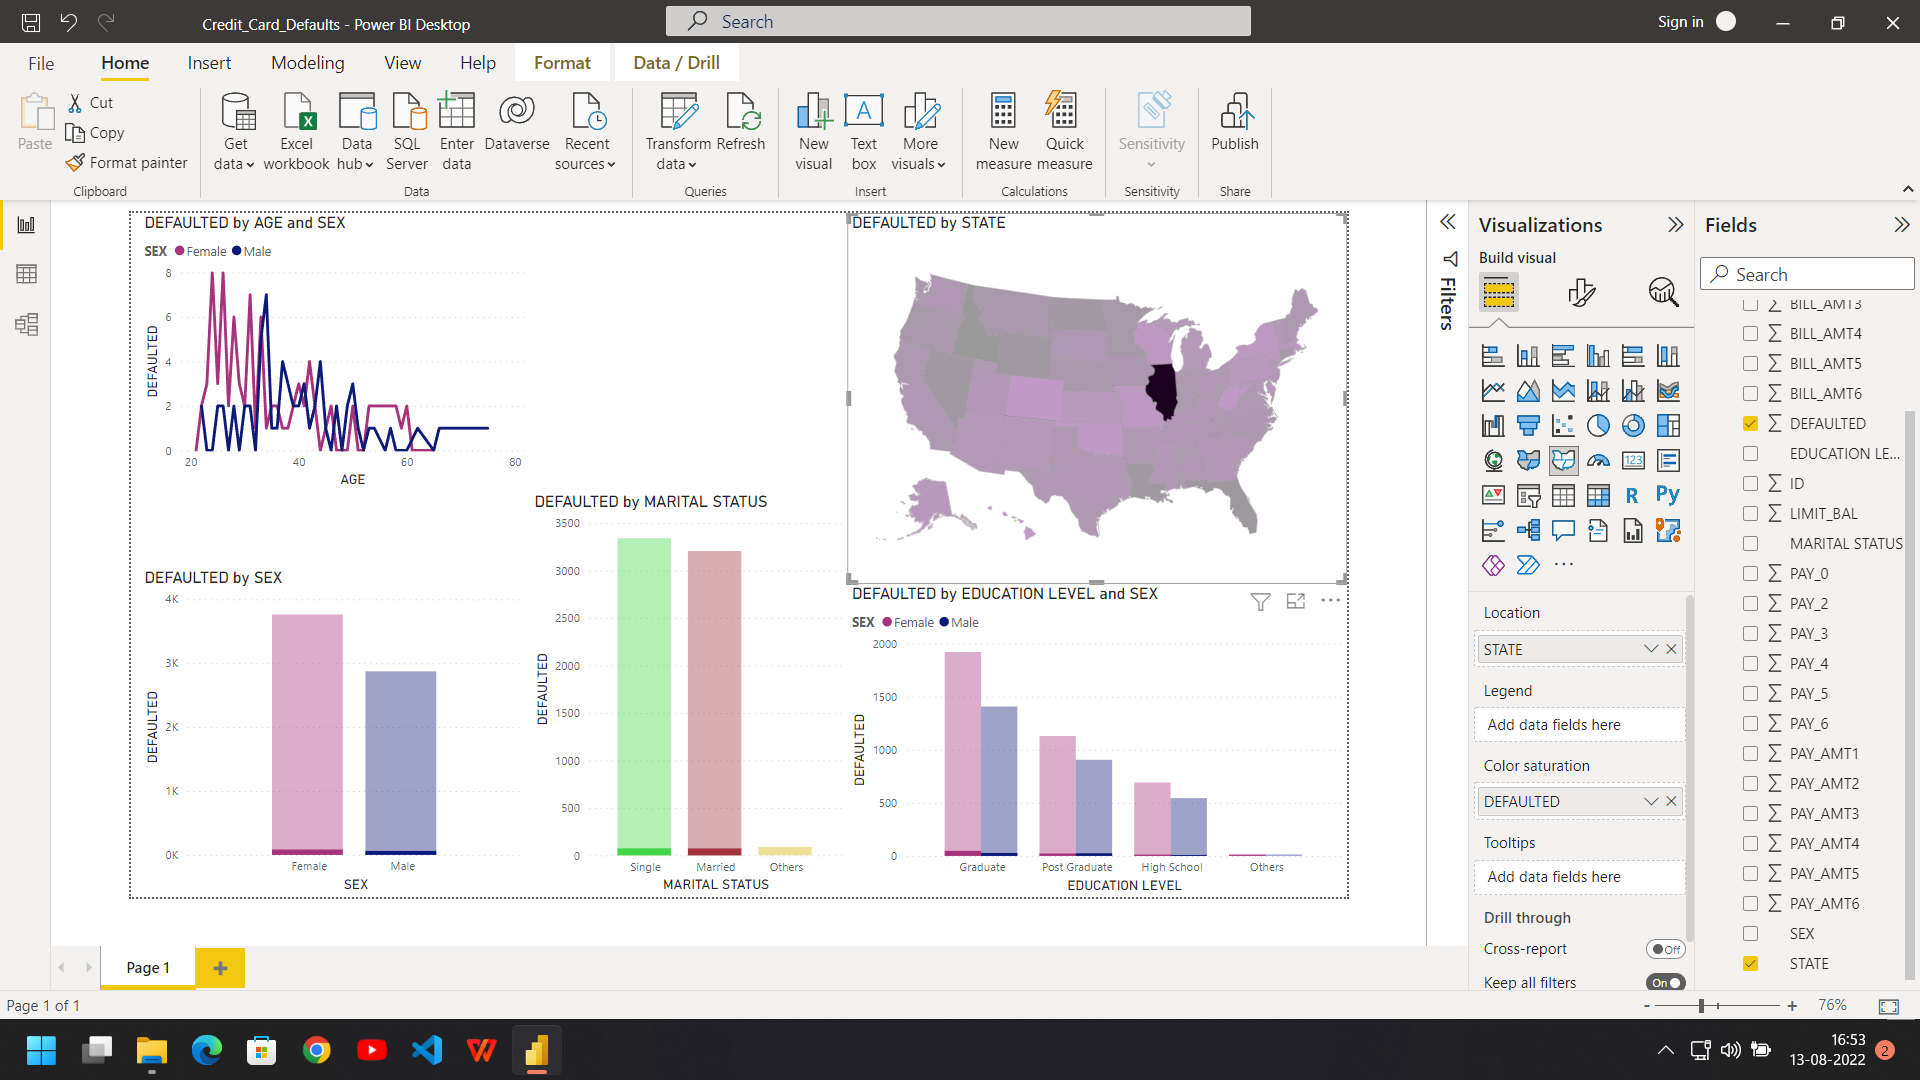 Credit_Card_Defaults - Power BI Desktop
Search
Sign in
File Home Insert Modeling View Help Format Data / Drill
Paste
Cut
Copy
Format painter
Clipboard
Get data
Excel workbook
Data hub
SQL Server
Enter data
Dataverse
Recent sources
Data
Transform data
Refresh
Queries
New visual
Text box
More visuals
Insert
New measure
Quick measure
Calculations
Sensitivity
Sensitivity
Publish
Share
DEFAULTED by AGE and SEX
SEX Female Male
8
6
4
2
0
DEFAULTED
20 40 60 80
AGE
DEFAULTED by SEX
4K
3K
2K
1K
0K
DEFAULTED
Female Male
SEX
DEFAULTED by MARITAL STATUS
3500
3000
2500
2000
1500
1000
500
0
DEFAULTED
Single Married Others
MARITAL STATUS
DEFAULTED by STATE
DEFAULTED by EDUCATION LEVEL and SEX
SEX Female Male
2000
1500
1000
500
0
DEFAULTED
Graduate Post Graduate High School Others
EDUCATION LEVEL
Filters
Visualizations
Build visual
123
R
Py
Location
STATE
Legend
Add data fields here
Color saturation
DEFAULTED
Tooltips
Add data fields here
Drill through
Cross-report Off
Keep all filters On
Fields
Search
BILL_AMT3
BILL_AMT4
BILL_AMT5
BILL_AMT6
DEFAULTED
EDUCATION LE...
ID
LIMIT_BAL
MARITAL STATUS
PAY_0
PAY_2
PAY_3
PAY_4
PAY_5
PAY_6
PAY_AMT1
PAY_AMT2
PAY_AMT3
PAY_AMT4
PAY_AMT5
PAY_AMT6
SEX
STATE
Page 1
Page 1 of 1
- + 76%
16:53
13-08-2022
2